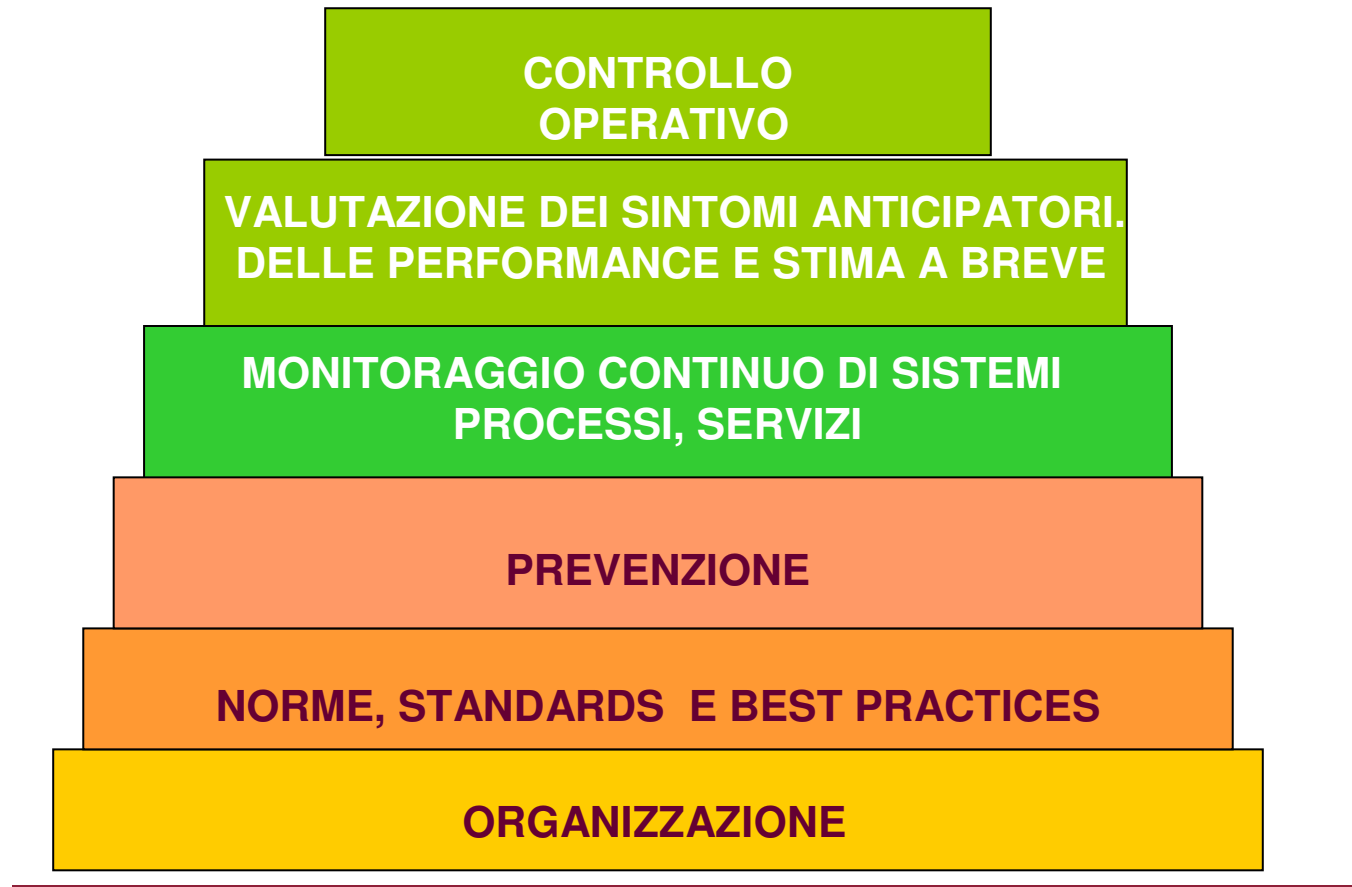 CONTROLLO
OPERATIVO
VALUTAZIONE DEI SINTOMI ANTICIPATORI.
DELLE PERFORMANCE E STIMA A BREVE
MONITORAGGIO CONTINUO DI SISTEMI
PROCESSI, SERVIZI
PREVENZIONE
NORME, STANDARDS  E BEST PRACTICES
ORGANIZZAZIONE